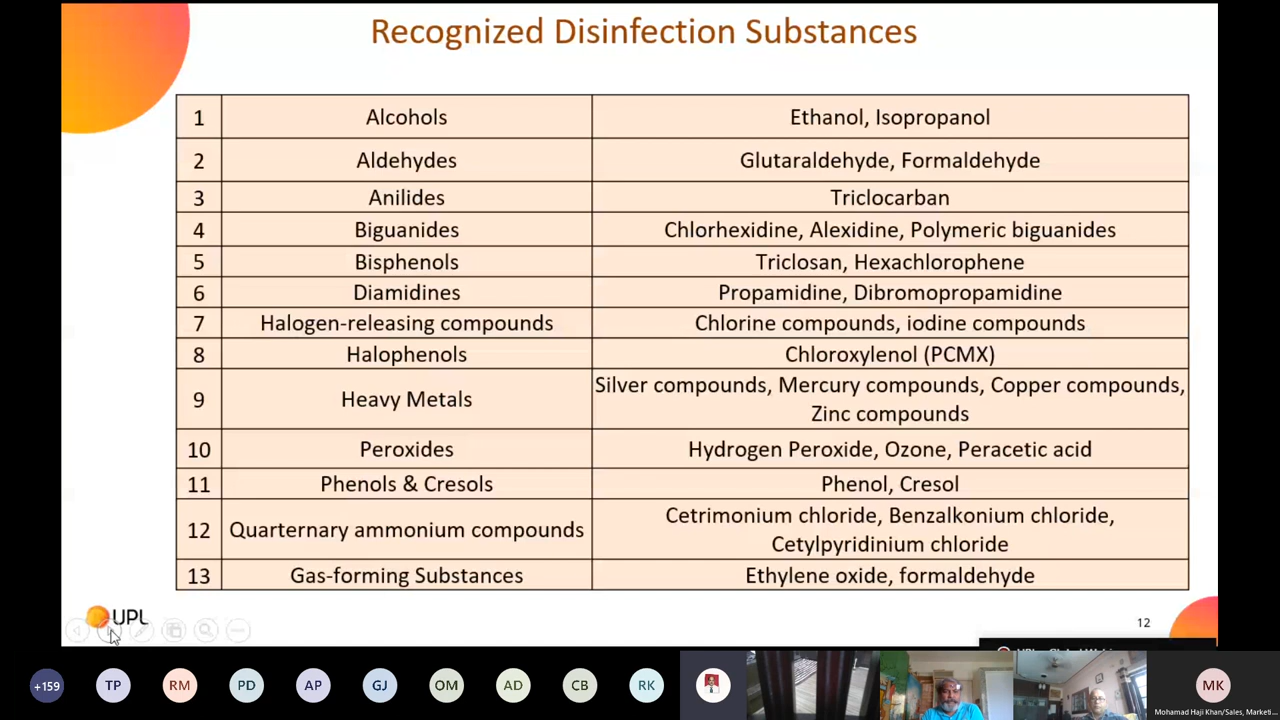 Recognized Disinfection Substances
1 Alcohols Ethanol, Isopropanol
2 Aldehydes Glutaraldehyde, Formaldehyde
3 Anilides Triclocarban
4 Biguanides Chlorhexidine, Alexidine, Polymeric biguanides
5 Bisphenols Triclosan, Hexachlorophene
6 Diamidines Propamidine, Dibromopropamidine
7 Halogen-releasing compounds Chlorine compounds, iodine compounds
8 Halophenols Chloroxylenol (PCMX)
9 Heavy Metals Silver compounds, Mercury compounds, Copper compounds,
Zinc compounds
10 Peroxides Hydrogen Peroxide, Ozone, Peracetic acid
11 Phenols & Cresols Phenol, Cresol
12 Quarternary ammonium compounds Cetrimonium chloride, Benzalkonium chloride,
Cetylpyridinium chloride
13 Gas-forming Substances Ethylene oxide, formaldehyde
UPL
12
+159 TP RM PD AP GJ OM AD CB RK MK
Mohamad Haji Khan/Sales, Marketi...